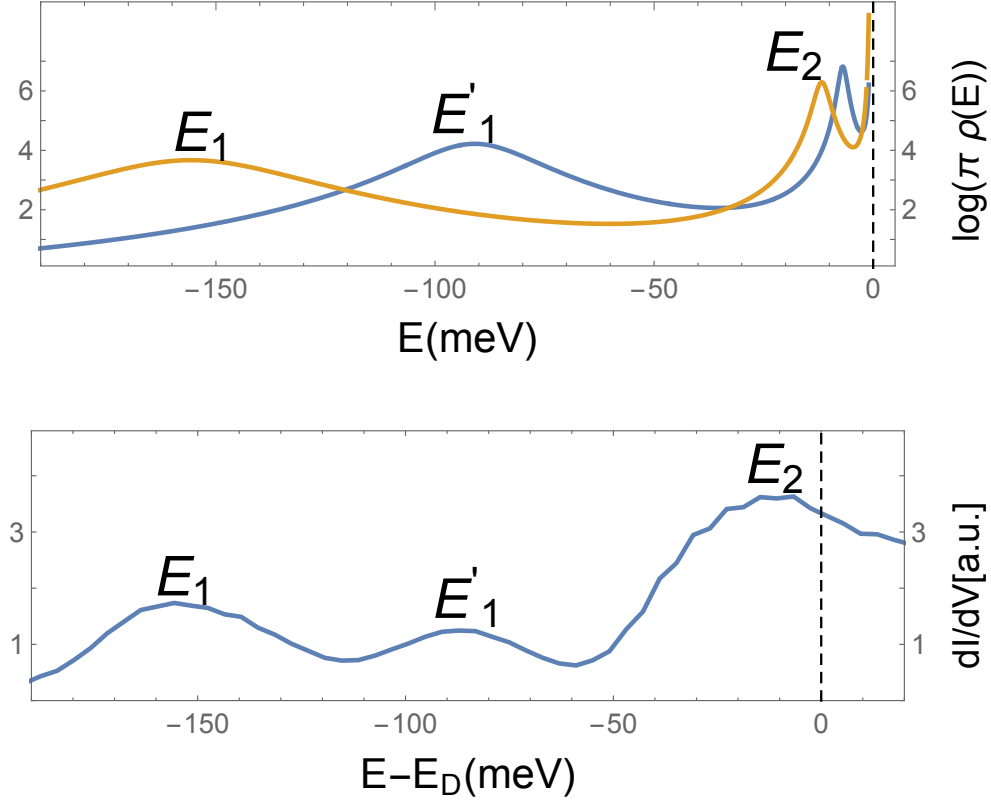 E₁
E'₁
E₂
6
4
2
6
4
2
log(π ρ(E))
−150
−100
−50
0
E(meV)
E₁
E'₁
E₂
3
1
3
1
dI/dV[a.u.]
−150
−100
−50
0
E−E_D(meV)